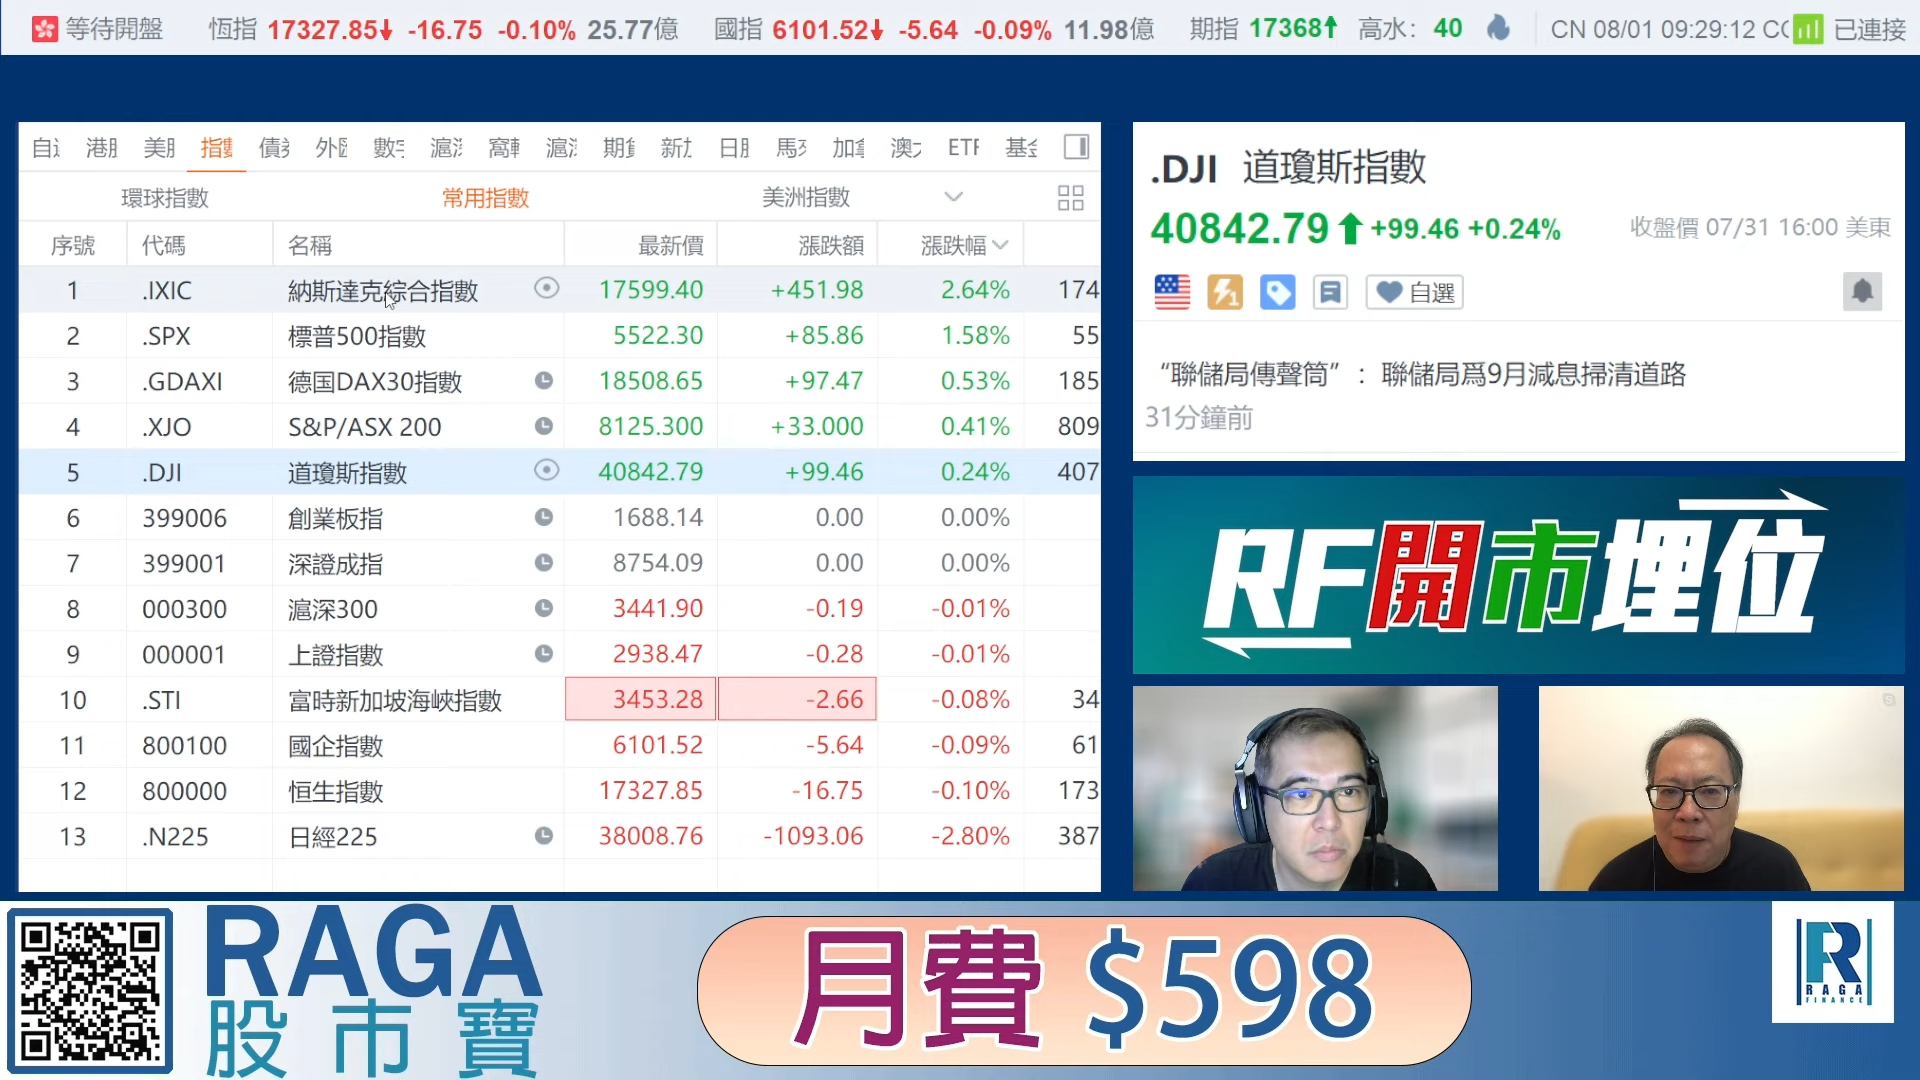 等待開盤 恆指 17327.85↓ -16.75 -0.10% 25.77億 國指 6101.52↓ -5.64 -0.09% 11.98億 期指 17368↑ 高水： 40 CN 08/01 09:29:12 已連接
指數
ETF
環球指數 常用指數 美洲指數
序號 代碼 名稱 最新價 漲跌額 漲跌幅
1 .IXIC 納斯達克綜合指數 17599.40 +451.98 2.64% 174
2 .SPX 標普500指數 5522.30 +85.86 1.58% 55
3 .GDAXI 德国DAX30指數 18508.65 +97.47 0.53% 185
4 .XJO S&P/ASX 200 8125.300 +33.000 0.41% 809
5 .DJI 道瓊斯指數 40842.79 +99.46 0.24% 407
6 399006 創業板指 1688.14 0.00 0.00%
7 399001 深證成指 8754.09 0.00 0.00%
8 000300 滬深300 3441.90 -0.19 -0.01%
9 000001 上證指數 2938.47 -0.28 -0.01%
10 .STI 富時新加坡海峽指數 3453.28 -2.66 -0.08% 34
11 800100 國企指數 6101.52 -5.64 -0.09% 61
12 800000 恒生指數 17327.85 -16.75 -0.10% 173
13 .N225 日經225 38008.76 -1093.06 -2.80% 387
.DJI 道瓊斯指數
40842.79 +99.46 +0.24% 收盤價 07/31 16:00 美東
自選
“聯儲局傳聲筒”：聯儲局爲9月減息掃清道路
31分鐘前
RF開市埋位
RAGA
股市寶
月費 $598
RAGA
FINANCE